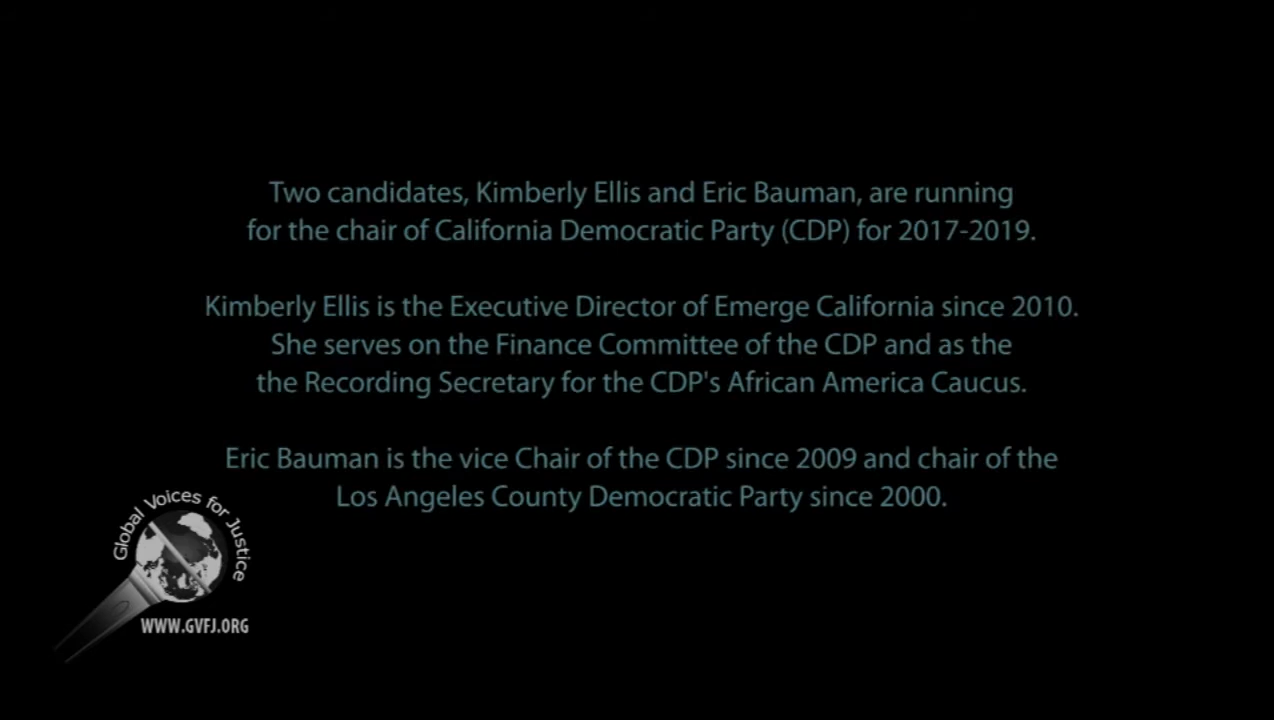 Two candidates, Kimberly Ellis and Eric Bauman, are running
for the chair of California Democratic Party (CDP) for 2017-2019.
Kimberly Ellis is the Executive Director of Emerge California since 2010.
She serves on the Finance Committee of the CDP and as the
the Recording Secretary for the CDP's African America Caucus.
Eric Bauman is the vice Chair of the CDP since 2009 and chair of the
Los Angeles County Democratic Party since 2000.
Global Voices for Justice
WWW.GVFJ.ORG